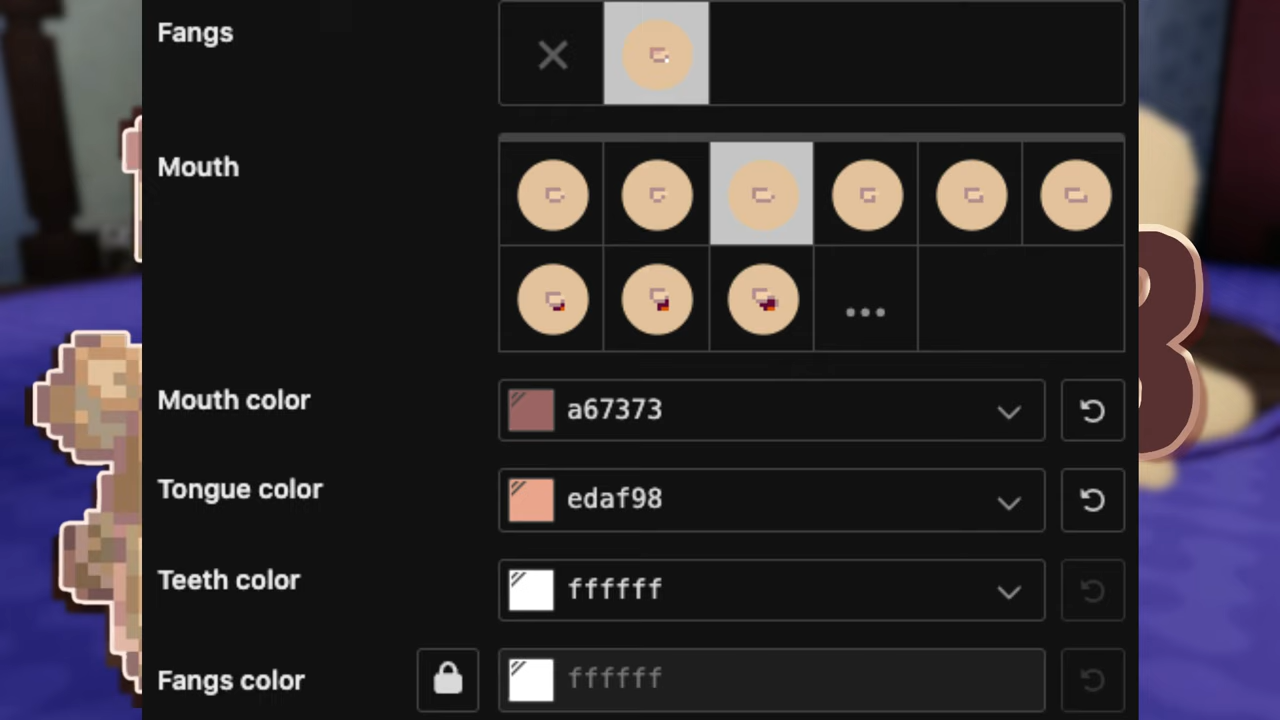 Fangs
Mouth
Mouth color
a67373
Tongue color
edaf98
Teeth color
ffffff
Fangs color
ffffff